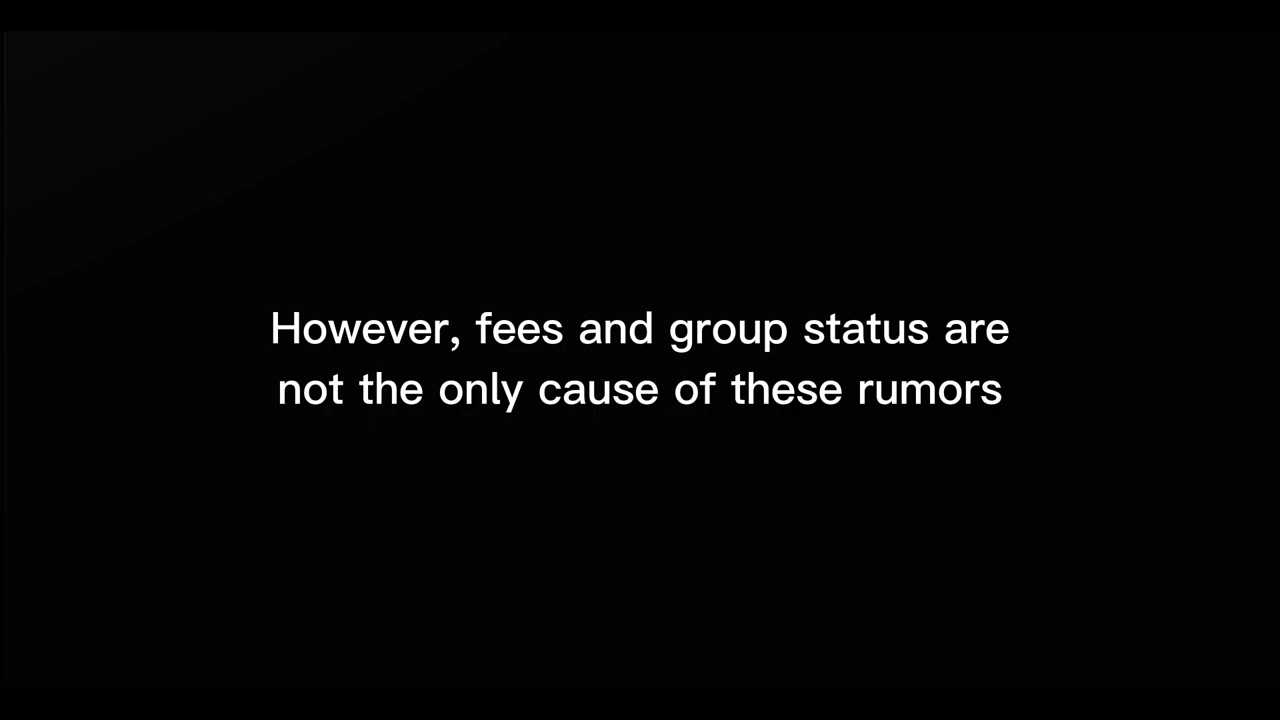 However, fees and group status are
not the only cause of these rumors